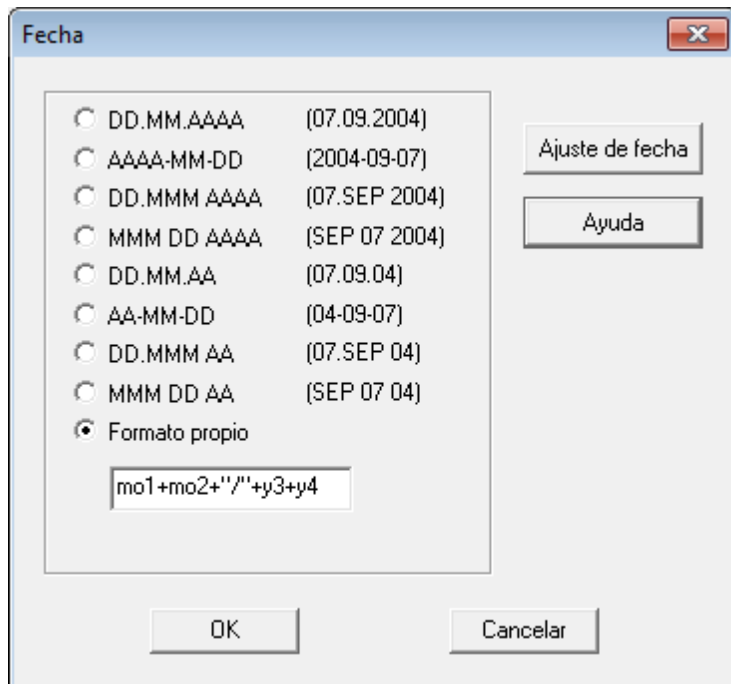 Fecha
DD.MM.AAAA (07.09.2004)
AAAA-MM-DD (2004-09-07)
DD.MMM AAAA (07.SEP 2004)
MMM DD AAAA (SEP 07 2004)
DD.MM.AA (07.09.04)
AA-MM-DD (04-09-07)
DD.MMM AA (07.SEP 04)
MMM DD AA (SEP 07 04)
Formato propio
mo1+mo2+"/"+y3+y4
Ajuste de fecha
Ayuda
OK
Cancelar